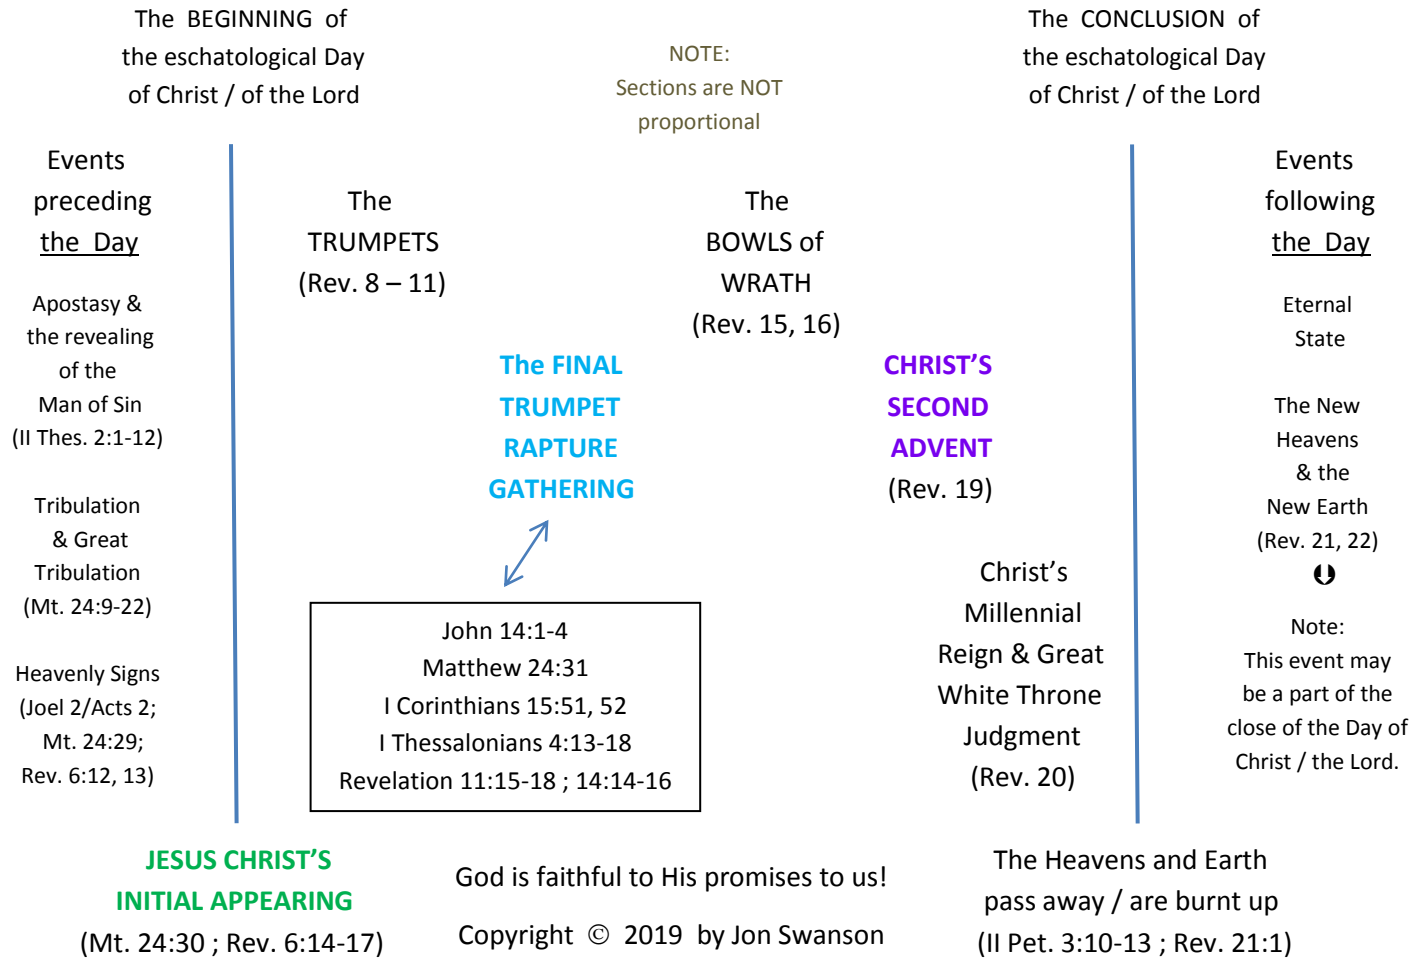 The BEGINNING of
the eschatological Day
of Christ / of the Lord
NOTE:
Sections are NOT
proportional
The CONCLUSION of
the eschatological Day
of Christ / of the Lord
Events
preceding
the Day
Apostasy &
the revealing
of the
Man of Sin
(II Thes. 2:1-12)
Tribulation
& Great
Tribulation
(Mt. 24:9-22)
Heavenly Signs
(Joel 2/Acts 2;
Mt. 24:29;
Rev. 6:12, 13)
The
TRUMPETS
(Rev. 8 – 11)
The FINAL
TRUMPET
RAPTURE
GATHERING
John 14:1-4
Matthew 24:31
I Corinthians 15:51, 52
I Thessalonians 4:13-18
Revelation 11:15-18 ; 14:14-16
The
BOWLS of
WRATH
(Rev. 15, 16)
CHRIST’S
SECOND
ADVENT
(Rev. 19)
Christ’s
Millennial
Reign & Great
White Throne
Judgment
(Rev. 20)
Events
following
the Day
Eternal
State
The New
Heavens
& the
New Earth
(Rev. 21, 22)
Note:
This event may
be a part of the
close of the Day of
Christ / the Lord.
JESUS CHRIST’S
INITIAL APPEARING
(Mt. 24:30 ; Rev. 6:14-17)
God is faithful to His promises to us!
Copyright © 2019 by Jon Swanson
The Heavens and Earth
pass away / are burnt up
(II Pet. 3:10-13 ; Rev. 21:1)